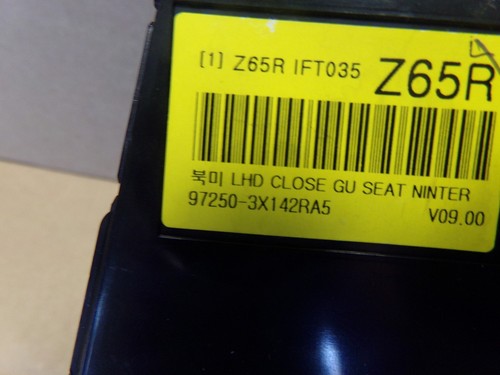 [1] Z65R IFT035 Z65R
북미 LHD CLOSE GU SEAT NINTER
97250-3X142RA5 V09.00